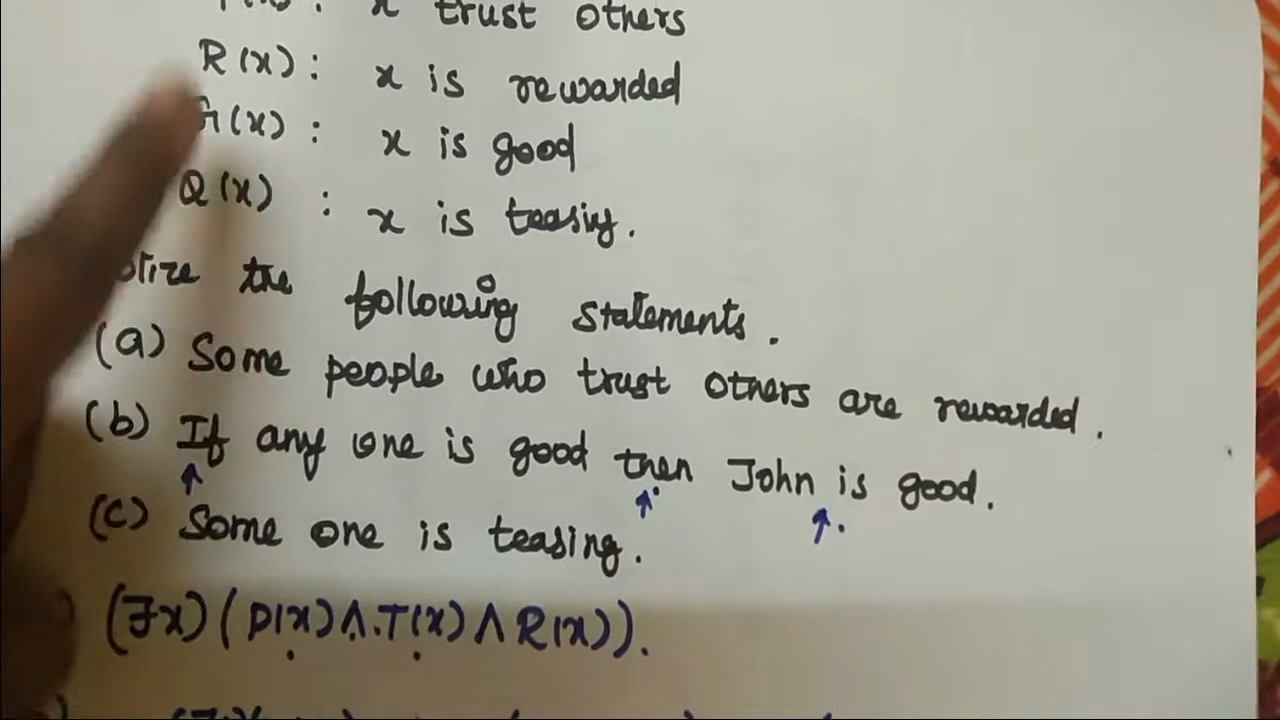 x trust others
R(x) : x is rewarded
G(x) : x is good
Q(x) : x is teasing.
the following statements.
(a) Some people who trust others are rewarded.
(b) If any one is good then John is good.
(c) Some one is teasing.
(∃x) (P(x) ∧ T(x) ∧ R(x)).